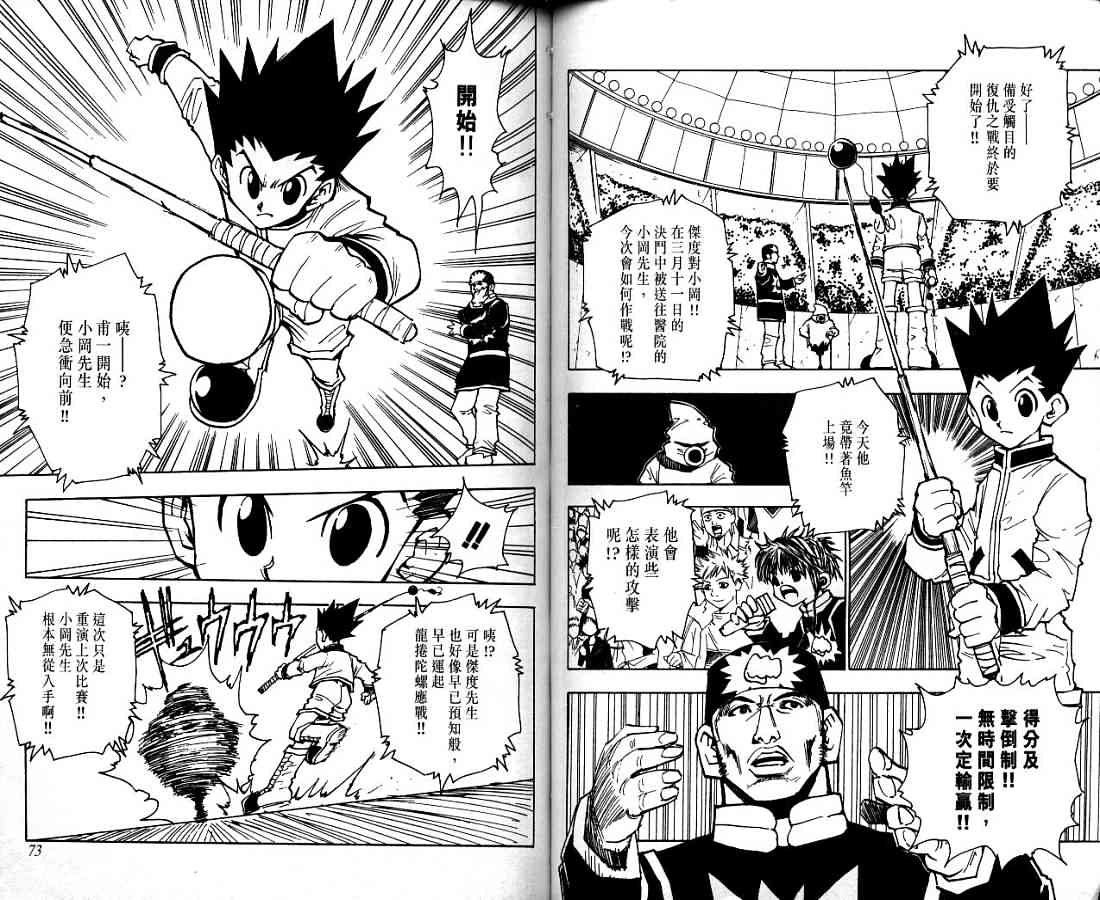 好了——
備受觸目的
復仇之戰終於要
開始了!!
傑度對小岡!!
在三月十一日的
決鬥中被送往醫院的
小岡先生，
今次會如何作戰呢!?
今天他
竟帶著魚竿
上場!!
他會
表演些
怎樣的攻擊
呢!?
得分及
擊倒制!!
無時間限制，
一次定輸贏!!
開始!!
咦——?
甫一開始，
小岡先生
便急衝向前!!
!!
咦!?
可是傑度先生
也好像早已預知般，
早已運起
龍捲陀螺應戰!!
ゴゴゴ
這次只是
重演上次比賽!!
小岡先生
根本無從入手啊!!
73